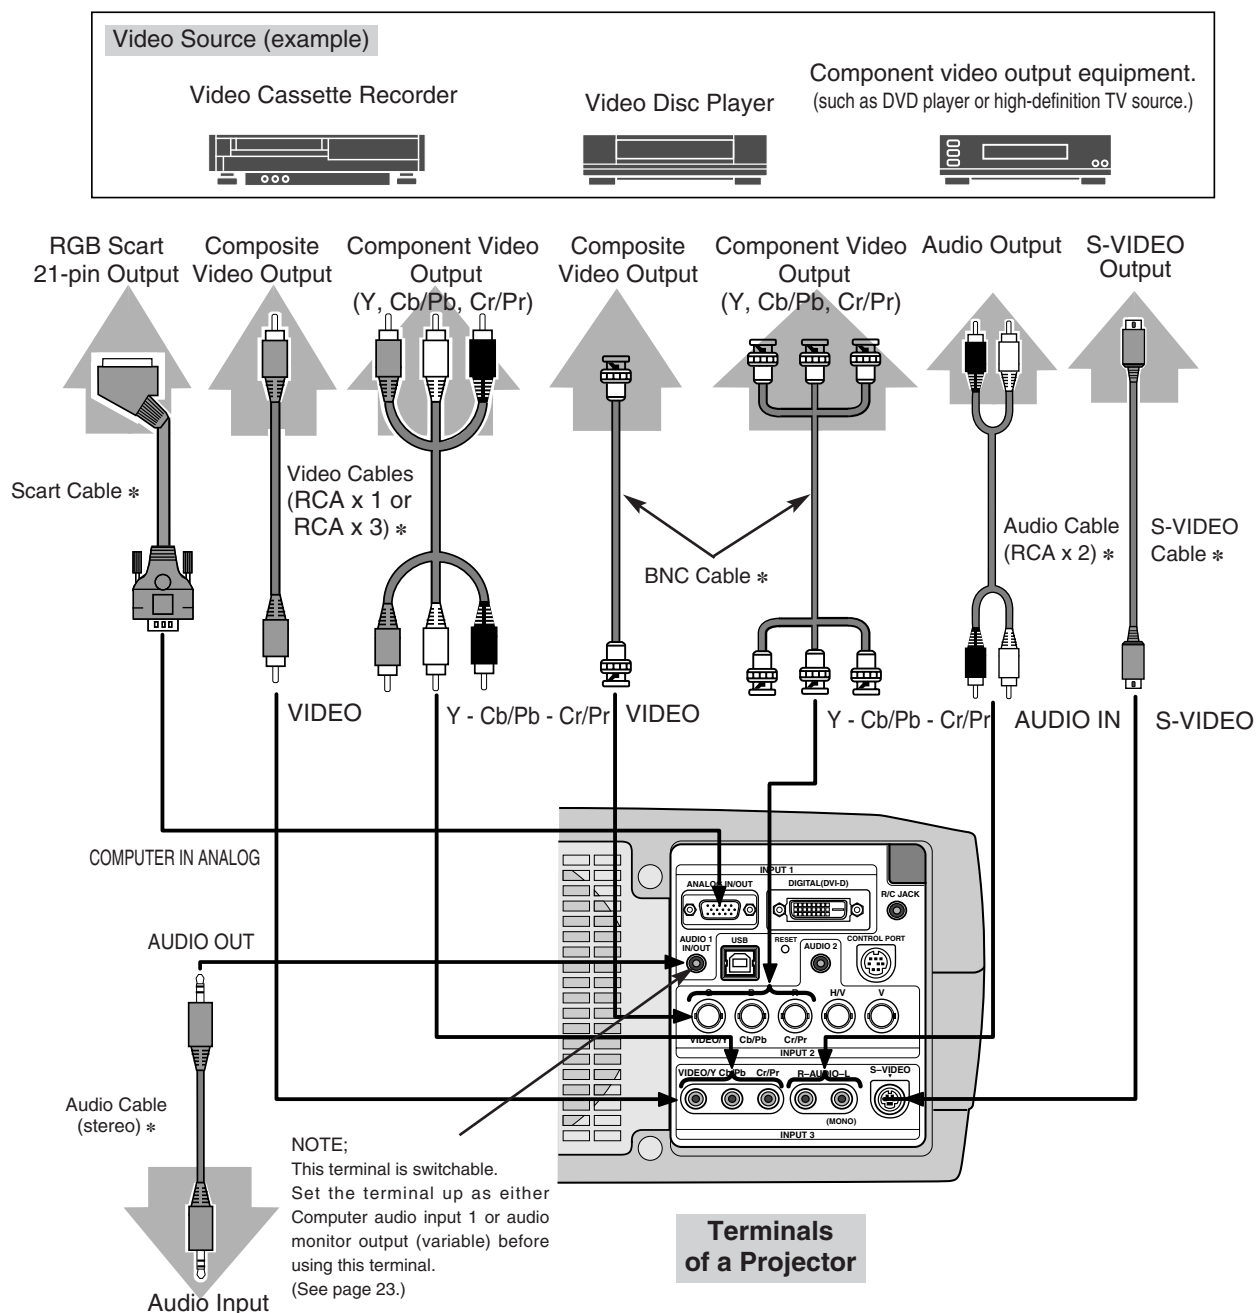 Video Source (example)
Video Cassette Recorder
Video Disc Player
Component video output equipment.
(such as DVD player or high-definition TV source.)
RGB Scart
21-pin Output
Composite
Video Output
Component Video
Output
(Y, Cb/Pb, Cr/Pr)
Composite
Video Output
Component Video
Output
(Y, Cb/Pb, Cr/Pr)
Audio Output
S-VIDEO
Output
Scart Cable *
Video Cables
(RCA x 1 or
RCA x 3) *
BNC Cable *
Audio Cable
(RCA x 2) *
S-VIDEO
Cable *
VIDEO
Y - Cb/Pb - Cr/Pr
VIDEO
Y - Cb/Pb - Cr/Pr
AUDIO IN
S-VIDEO
COMPUTER IN ANALOG
INPUT 1
ANALOG IN/OUT
DIGITAL(DVI-D)
R/C JACK
AUDIO 1
IN/OUT
USB
RESET
AUDIO 2
CONTROL PORT
G
B
R
H/V
V
VIDEO/Y
Cb/Pb
Cr/Pr
INPUT 2
VIDEO/Y
Cb/Pb
Cr/Pr
R–AUDIO–L
S–VIDEO
(MONO)
INPUT 3
AUDIO OUT
Audio Cable
(stereo) *
Audio Input
NOTE;
This terminal is switchable.
Set the terminal up as either
Computer audio input 1 or audio
monitor output (variable) before
using this terminal.
(See page 23.)
Terminals
of a Projector